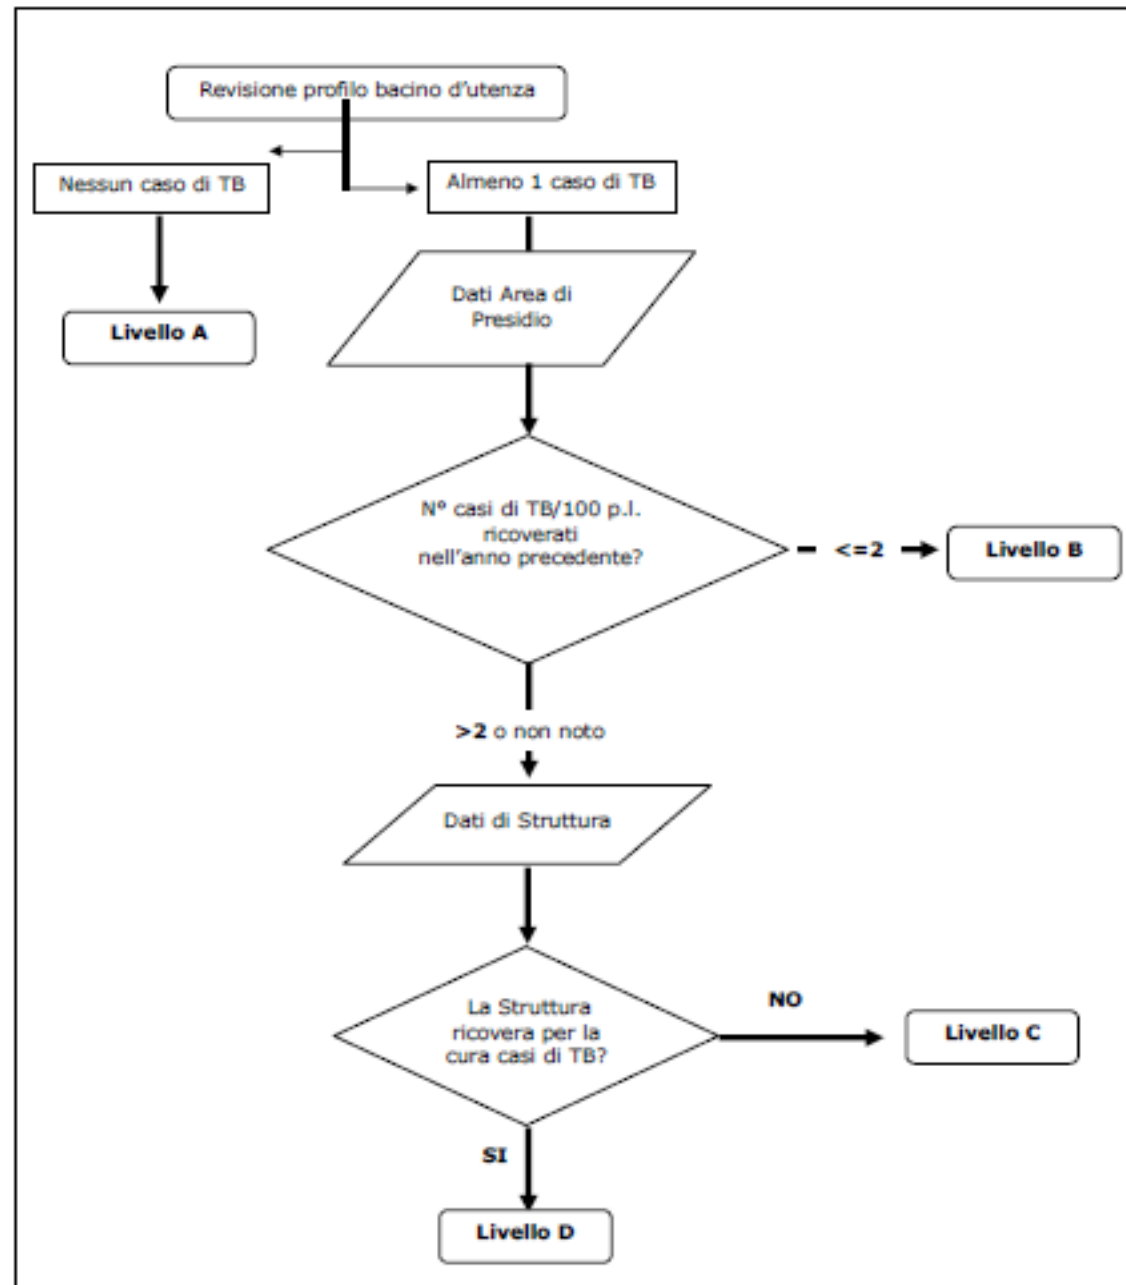 Revisione profilo bacino d'utenza
Nessun caso di TB
Almeno 1 caso di TB
Livello A
Dati Area di
Presidio
N° casi di TB/100 p.l.
ricoverati
nell'anno precedente?
<=2
Livello B
>2 o non noto
Dati di Struttura
La Struttura
ricovera per la
cura casi di TB?
NO
Livello C
SI
Livello D